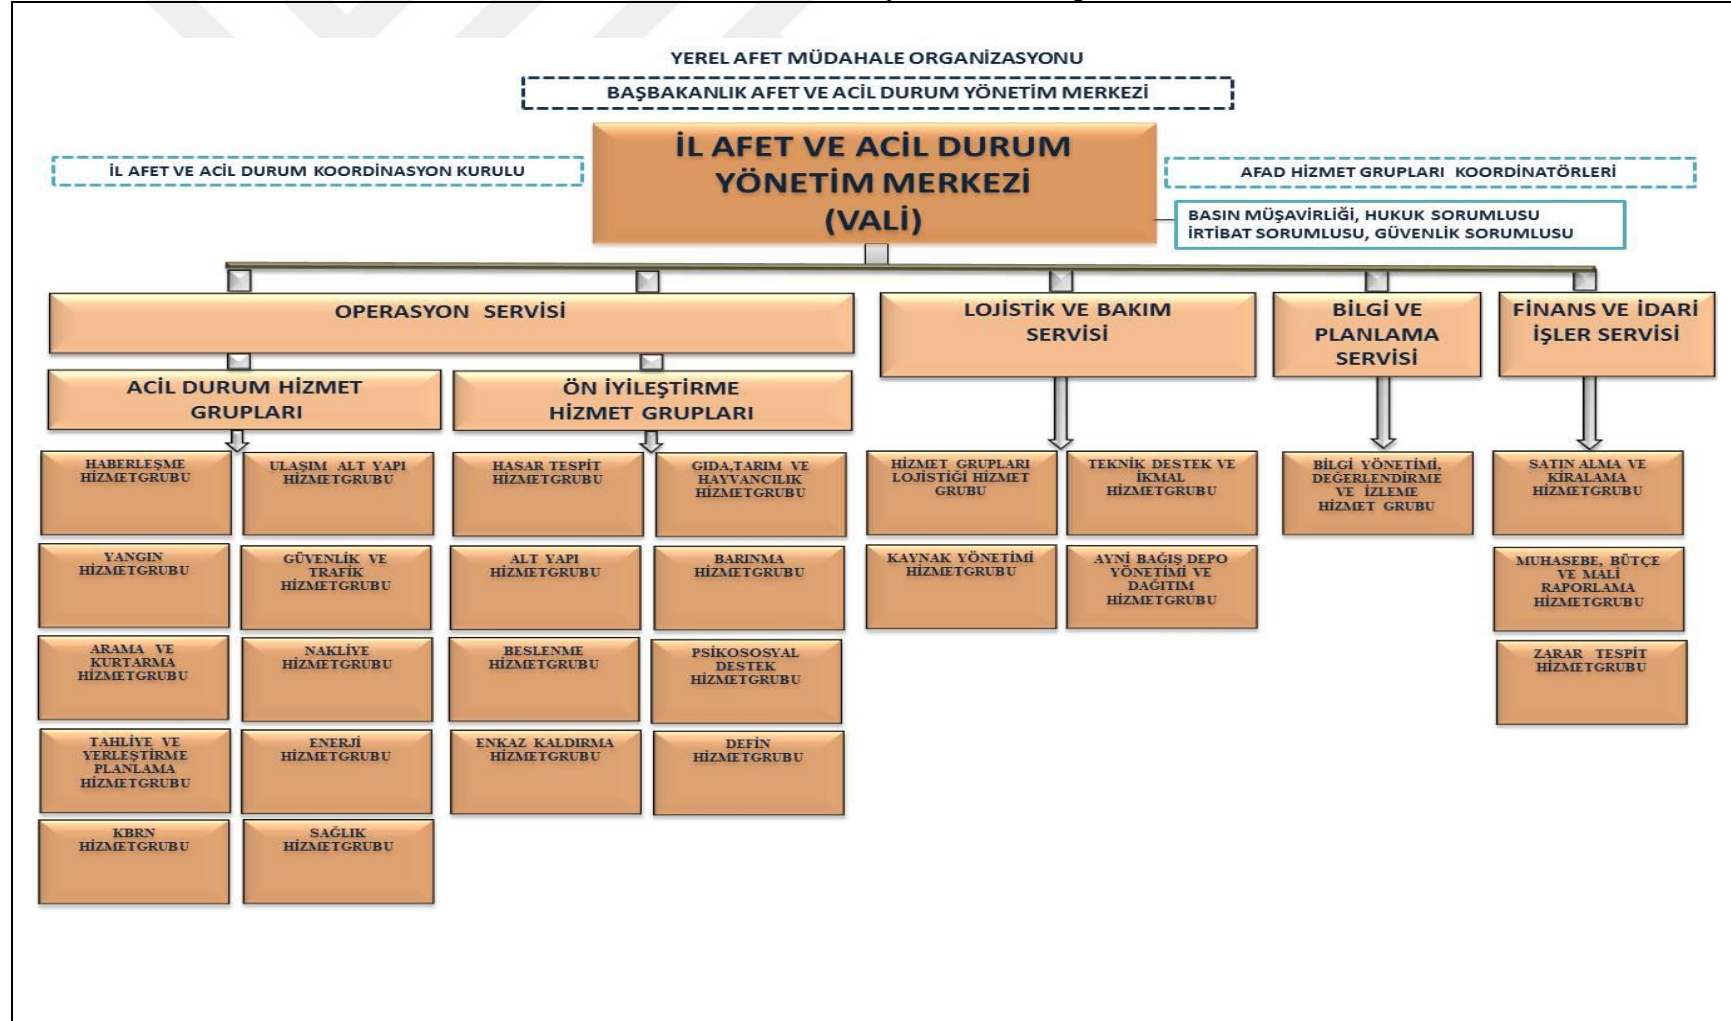 YEREL AFET MÜDAHALE ORGANİZASYONU
BAŞBAKANLIK AFET VE ACİL DURUM YÖNETİM MERKEZİ
İL AFET VE ACİL DURUM
YÖNETİM MERKEZİ
(VALİ)
İL AFET VE ACİL DURUM KOORDİNASYON KURULU
AFAD HİZMET GRUPLARI KOORDİNATÖRLERİ
BASIN MÜŞAVİRLİĞİ, HUKUK SORUMLUSU
İRTİBAT SORUMLUSU, GÜVENLİK SORUMLUSU
OPERASYON SERVİSİ
LOJİSTİK VE BAKIM
SERVİSİ
BİLGİ VE
PLANLAMA
SERVİSİ
FİNANS VE İDARİ
İŞLER SERVİSİ
ACİL DURUM HİZMET
GRUPLARI
ÖN İYİLEŞTİRME
HİZMET GRUPLARI
HABERLEŞME
HİZMETGRUBU
ULAŞIM ALT YAPI
HİZMETGRUBU
HASAR TESPİT
HİZMETGRUBU
GIDA,TARIM VE
HAYVANCILIK
HİZMETGRUBU
HİZMET GRUPLARI
LOJİSTİĞİ HİZMET
GRUBU
TEKNİK DESTEK VE
İKMAL
HİZMETGRUBU
BİLGİ YÖNETİMİ,
DEĞERLENDİRME
VE İZLEME
HİZMET GRUBU
SATIN ALMA VE
KİRALAMA
HİZMETGRUBU
YANGIN
HİZMETGRUBU
GÜVENLİK VE
TRAFİK
HİZMETGRUBU
ALT YAPI
HİZMETGRUBU
BARINMA
HİZMETGRUBU
KAYNAK YÖNETİMİ
HİZMETGRUBU
AYNİ BAĞIŞ DEPO
YÖNETİMİ VE
DAĞITIM
HİZMETGRUBU
MUHASEBE, BÜTÇE
VE MALİ
RAPORLAMA
HİZMETGRUBU
ARAMA VE
KURTARMA
HİZMETGRUBU
NAKLİYE
HİZMETGRUBU
BESLENME
HİZMETGRUBU
PSİKOSOSYAL
DESTEK
HİZMETGRUBU
ZARAR TESPİT
HİZMETGRUBU
TAHLİYE VE
YERLEŞTİRME
PLANLAMA
HİZMETGRUBU
ENERJİ
HİZMETGRUBU
ENKAZ KALDIRMA
HİZMETGRUBU
DEFİN
HİZMETGRUBU
KBRN
HİZMETGRUBU
SAĞLIK
HİZMETGRUBU